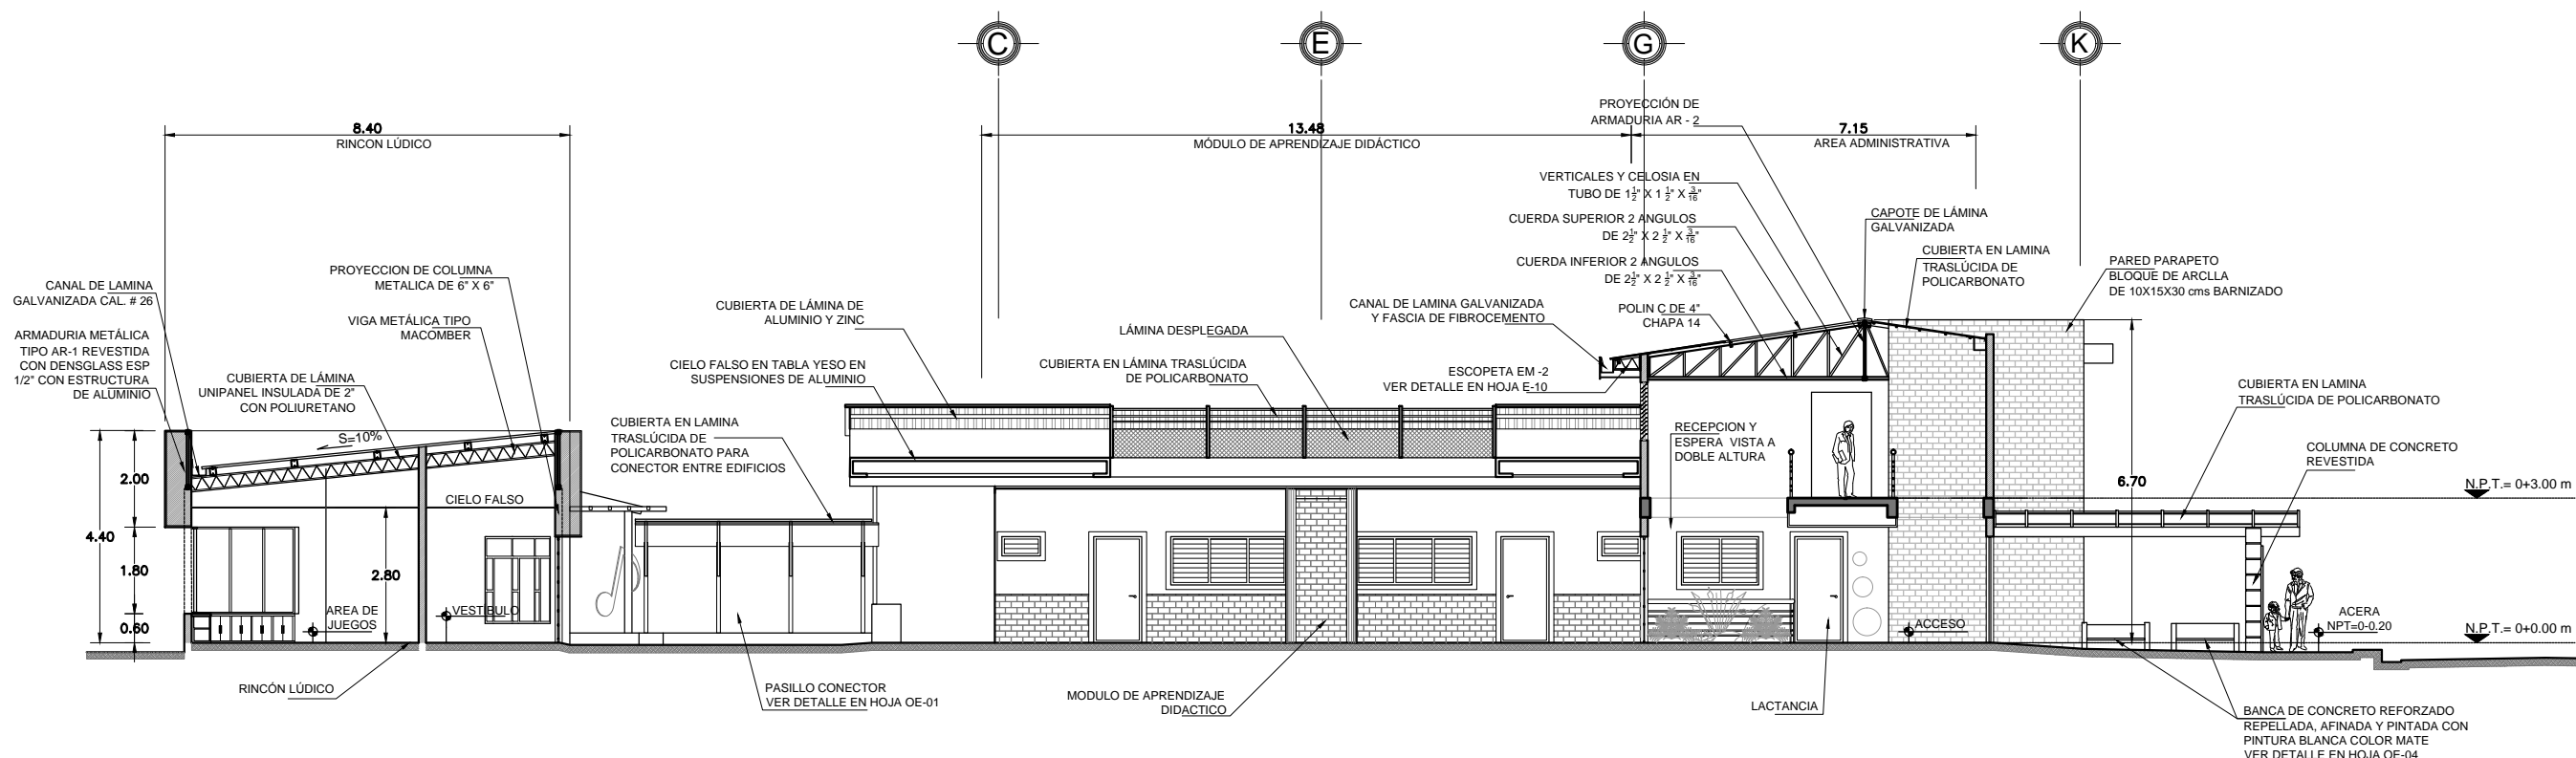 C
E
G
K
8.40
RINCON LÚDICO
13.48
MÓDULO DE APRENDIZAJE DIDÁCTICO
7.15
AREA ADMINISTRATIVA
PROYECCIÓN DE
ARMADURIA AR - 2
VERTICALES Y CELOSIA EN
TUBO DE 1½" X 1 ½" X 3/16"
CUERDA SUPERIOR 2 ANGULOS
DE 2½" X 2 ½" X 3/16"
CUERDA INFERIOR 2 ANGULOS
DE 2½" X 2 ½" X 3/16"
POLIN C DE 4"
CHAPA 14
CAPOTE DE LÁMINA
GALVANIZADA
CUBIERTA EN LAMINA
TRASLÚCIDA DE
POLICARBONATO
PARED PARAPETO
BLOQUE DE ARCLLA
DE 10X15X30 cms BARNIZADO
CANAL DE LAMINA
GALVANIZADA CAL. # 26
PROYECCION DE COLUMNA
METALICA DE 6" X 6"
ARMADURIA METÁLICA
TIPO AR-1 REVESTIDA
CON DENSGLASS ESP
1/2" CON ESTRUCTURA
DE ALUMINIO
VIGA METÁLICA TIPO
MACOMBER
CUBIERTA DE LÁMINA
UNIPANEL INSULADA DE 2"
CON POLIURETANO
CUBIERTA DE LÁMINA DE
ALUMINIO Y ZINC
CIELO FALSO EN TABLA YESO EN
SUSPENSIONES DE ALUMINIO
LÁMINA DESPLEGADA
CUBIERTA EN LÁMINA TRASLÚCIDA
DE POLICARBONATO
CANAL DE LAMINA GALVANIZADA
Y FASCIA DE FIBROCEMENTO
ESCOPETA EM -2
VER DETALLE EN HOJA E-10
CUBIERTA EN LAMINA
TRASLÚCIDA DE POLICARBONATO
CUBIERTA EN LAMINA
TRASLÚCIDA DE
POLICARBONATO PARA
CONECTOR ENTRE EDIFICIOS
RECEPCION Y
ESPERA VISTA A
DOBLE ALTURA
COLUMNA DE CONCRETO
REVESTIDA
S=10%
2.00
4.40
1.80
0.60
2.80
6.70
CIELO FALSO
N.P.T.= 0+3.00 m
AREA DE
JUEGOS
VESTIBULO
ACCESO
ACERA
NPT=0-0.20
N.P.T.= 0+0.00 m
RINCÓN LÚDICO
PASILLO CONECTOR
VER DETALLE EN HOJA OE-01
MODULO DE APRENDIZAJE
DIDACTICO
LACTANCIA
BANCA DE CONCRETO REFORZADO
REPELLADA, AFINADA Y PINTADA CON
PINTURA BLANCA COLOR MATE
VER DETALLE EN HOJA OE-04